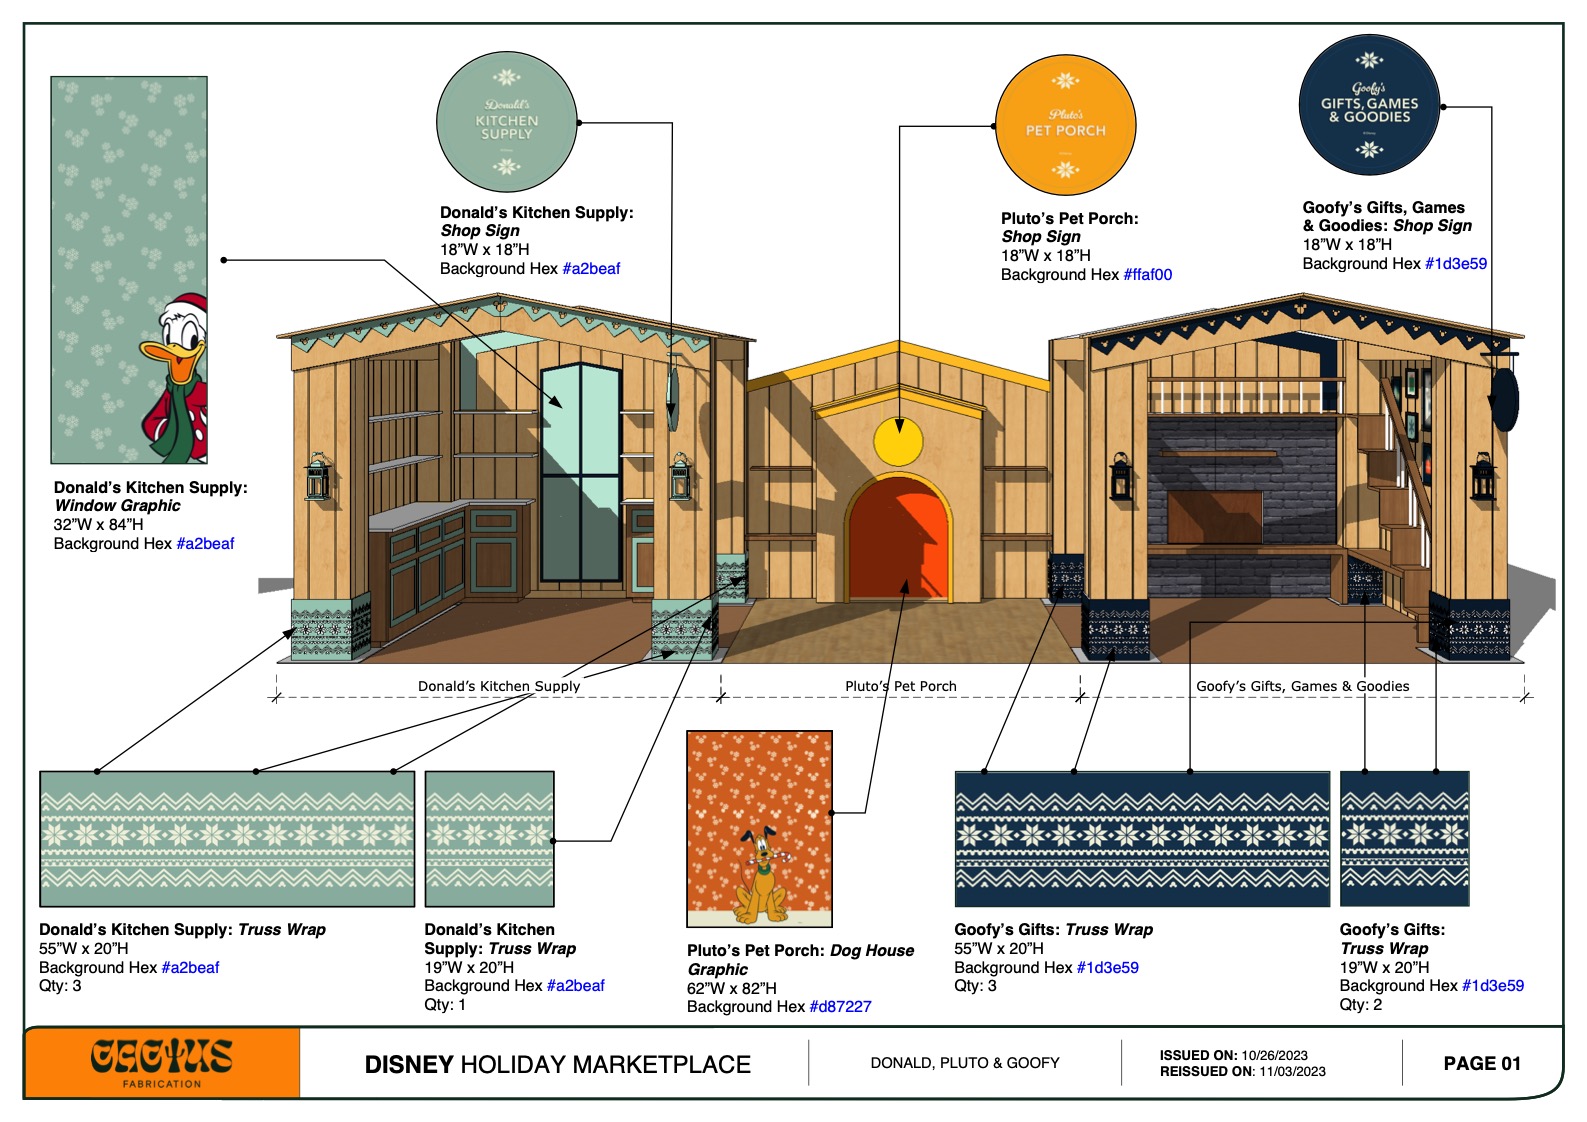 Donald's
KITCHEN
SUPPLY
Pluto's
PET PORCH
Goofy's
GIFTS, GAMES
& GOODIES
Donald’s Kitchen Supply:
Shop Sign
18”W x 18”H
Background Hex #a2beaf
Pluto’s Pet Porch:
Shop Sign
18”W x 18”H
Background Hex #ffaf00
Goofy’s Gifts, Games
& Goodies: Shop Sign
18”W x 18”H
Background Hex #1d3e59
Donald’s Kitchen Supply:
Window Graphic
32”W x 84”H
Background Hex #a2beaf
Donald’s Kitchen Supply
Pluto’s Pet Porch
Goofy’s Gifts, Games & Goodies
Donald’s Kitchen Supply: Truss Wrap
55”W x 20”H
Background Hex #a2beaf
Qty: 3
Donald’s Kitchen
Supply: Truss Wrap
19”W x 20”H
Background Hex #a2beaf
Qty: 1
Pluto’s Pet Porch: Dog House
Graphic
62”W x 82”H
Background Hex #d87227
Goofy’s Gifts: Truss Wrap
55”W x 20”H
Background Hex #1d3e59
Qty: 3
Goofy’s Gifts:
Truss Wrap
19”W x 20”H
Background Hex #1d3e59
Qty: 2
CACTUS
FABRICATION
DISNEY HOLIDAY MARKETPLACE
DONALD, PLUTO & GOOFY
ISSUED ON: 10/26/2023
REISSUED ON: 11/03/2023
PAGE 01